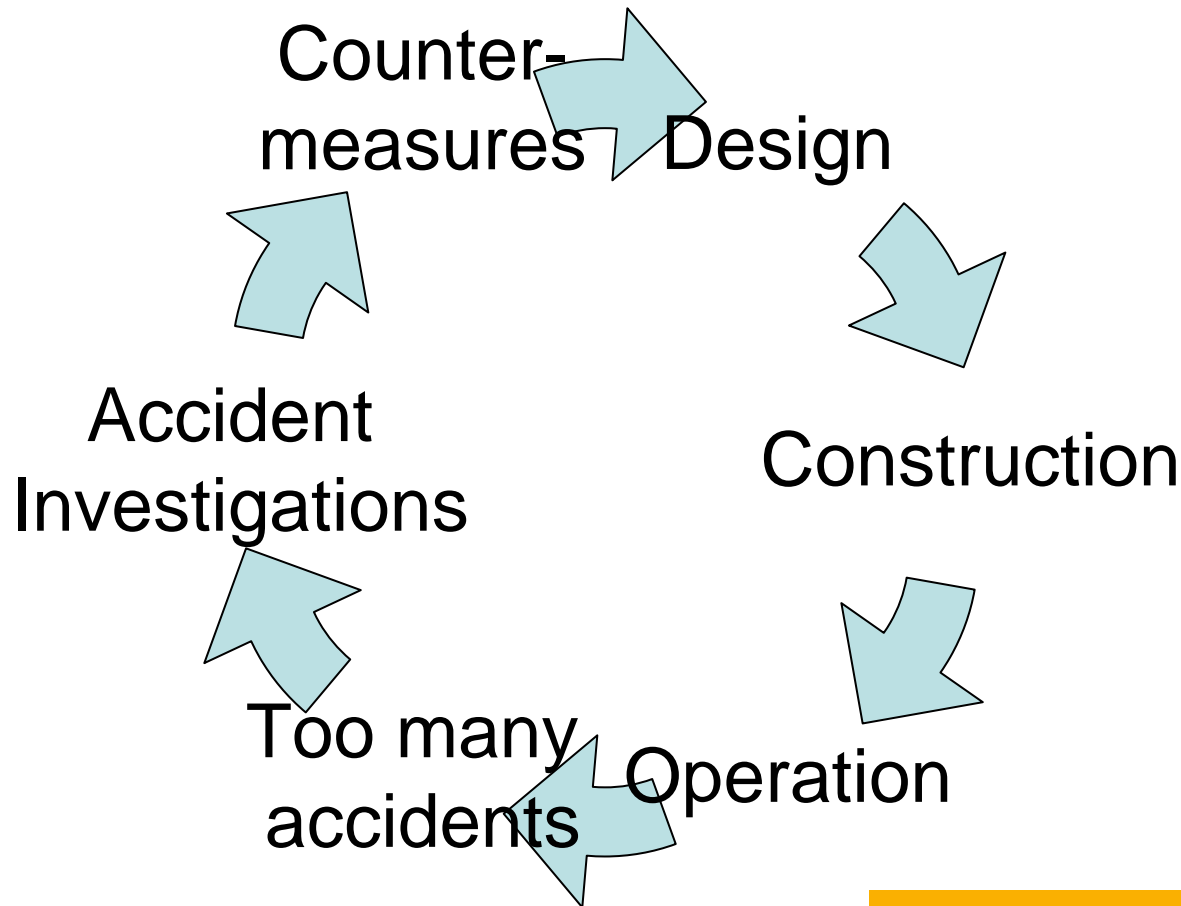 Counter-
measures
Design
Construction
Operation
Too many
accidents
Accident
Investigations